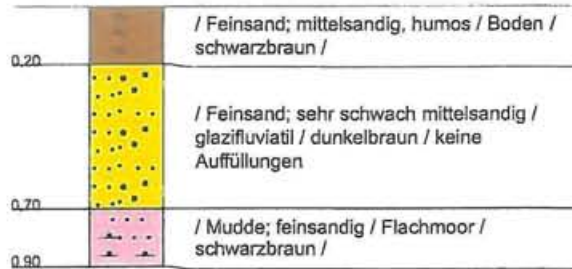 / Feinsand; mittelsandig, humos / Boden /
schwarzbraun /
0,20
/ Feinsand; sehr schwach mittelsandig /
glazifluviatil / dunkelbraun / keine
Auffüllungen
0,70
/ Mudde; feinsandig / Flachmoor /
schwarzbraun /
0,90